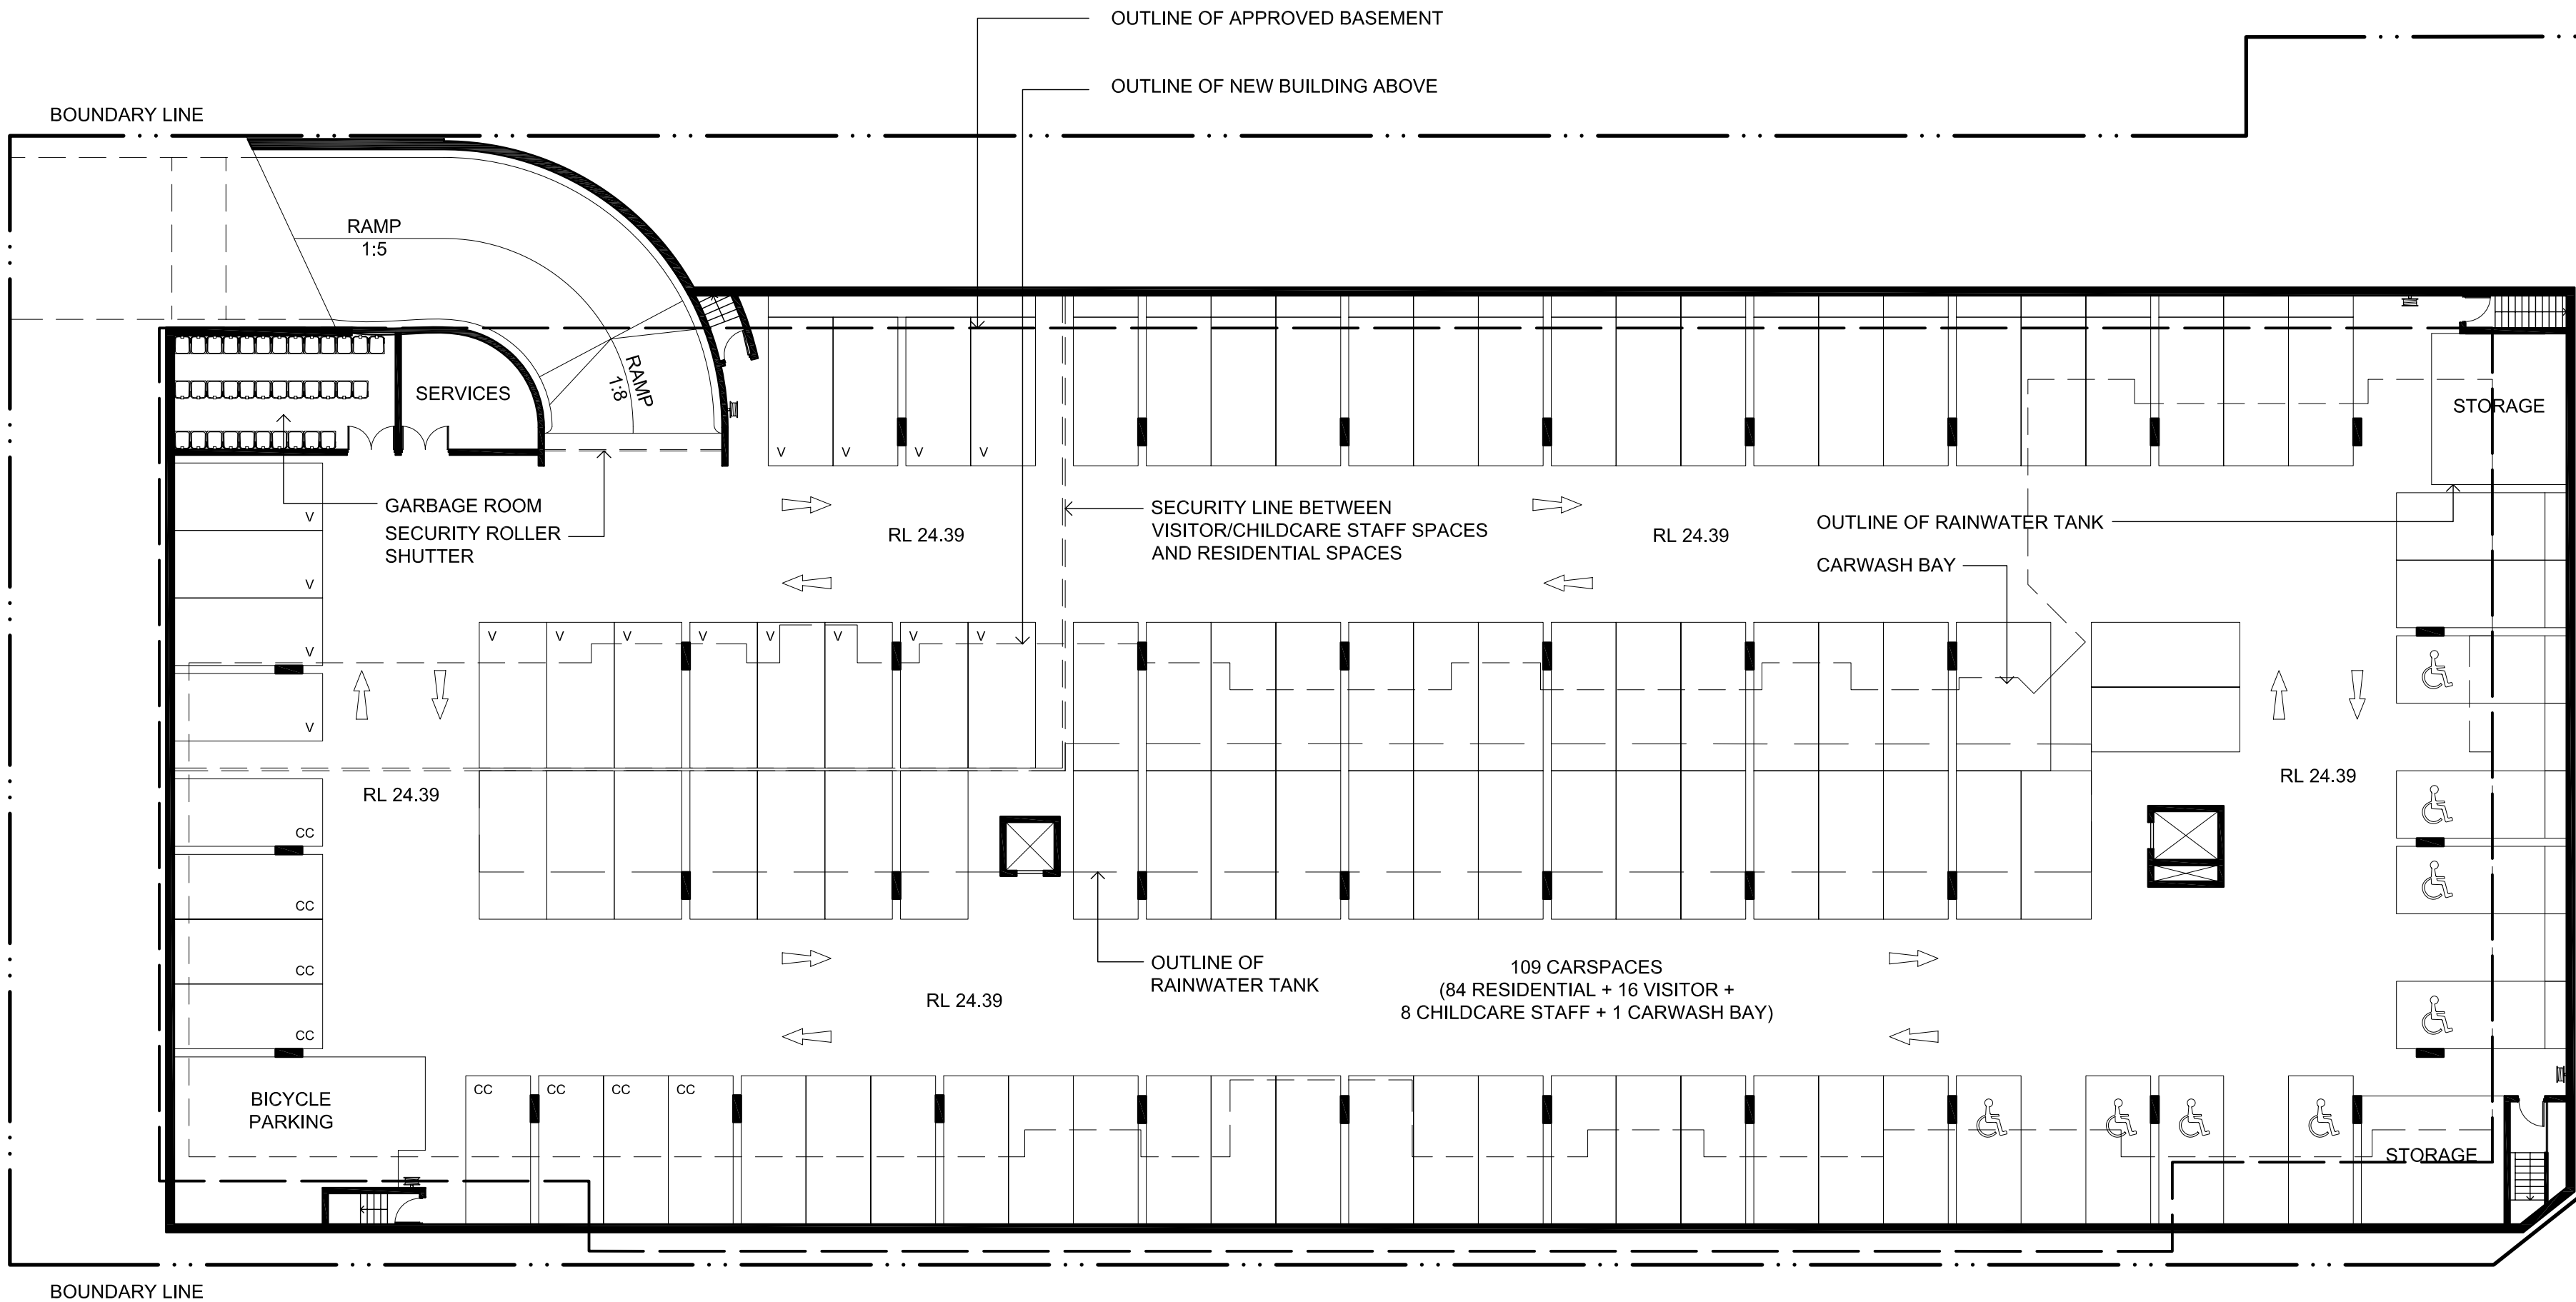 OUTLINE OF APPROVED BASEMENT
OUTLINE OF NEW BUILDING ABOVE
BOUNDARY LINE
RAMP
1:5
RAMP
1:8
SERVICES
STORAGE
V V V V
GARBAGE ROOM
SECURITY ROLLER
SHUTTER
V
V
V
V
RL 24.39
SECURITY LINE BETWEEN
VISITOR/CHILDCARE STAFF SPACES
AND RESIDENTIAL SPACES
RL 24.39
OUTLINE OF RAINWATER TANK
CARWASH BAY
V V V V V V V V
RL 24.39
RL 24.39
CC
CC
CC
CC
OUTLINE OF
RAINWATER TANK
RL 24.39
109 CARSPACES
(84 RESIDENTIAL + 16 VISITOR +
8 CHILDCARE STAFF + 1 CARWASH BAY)
BICYCLE
PARKING
CC CC CC CC
STORAGE
BOUNDARY LINE